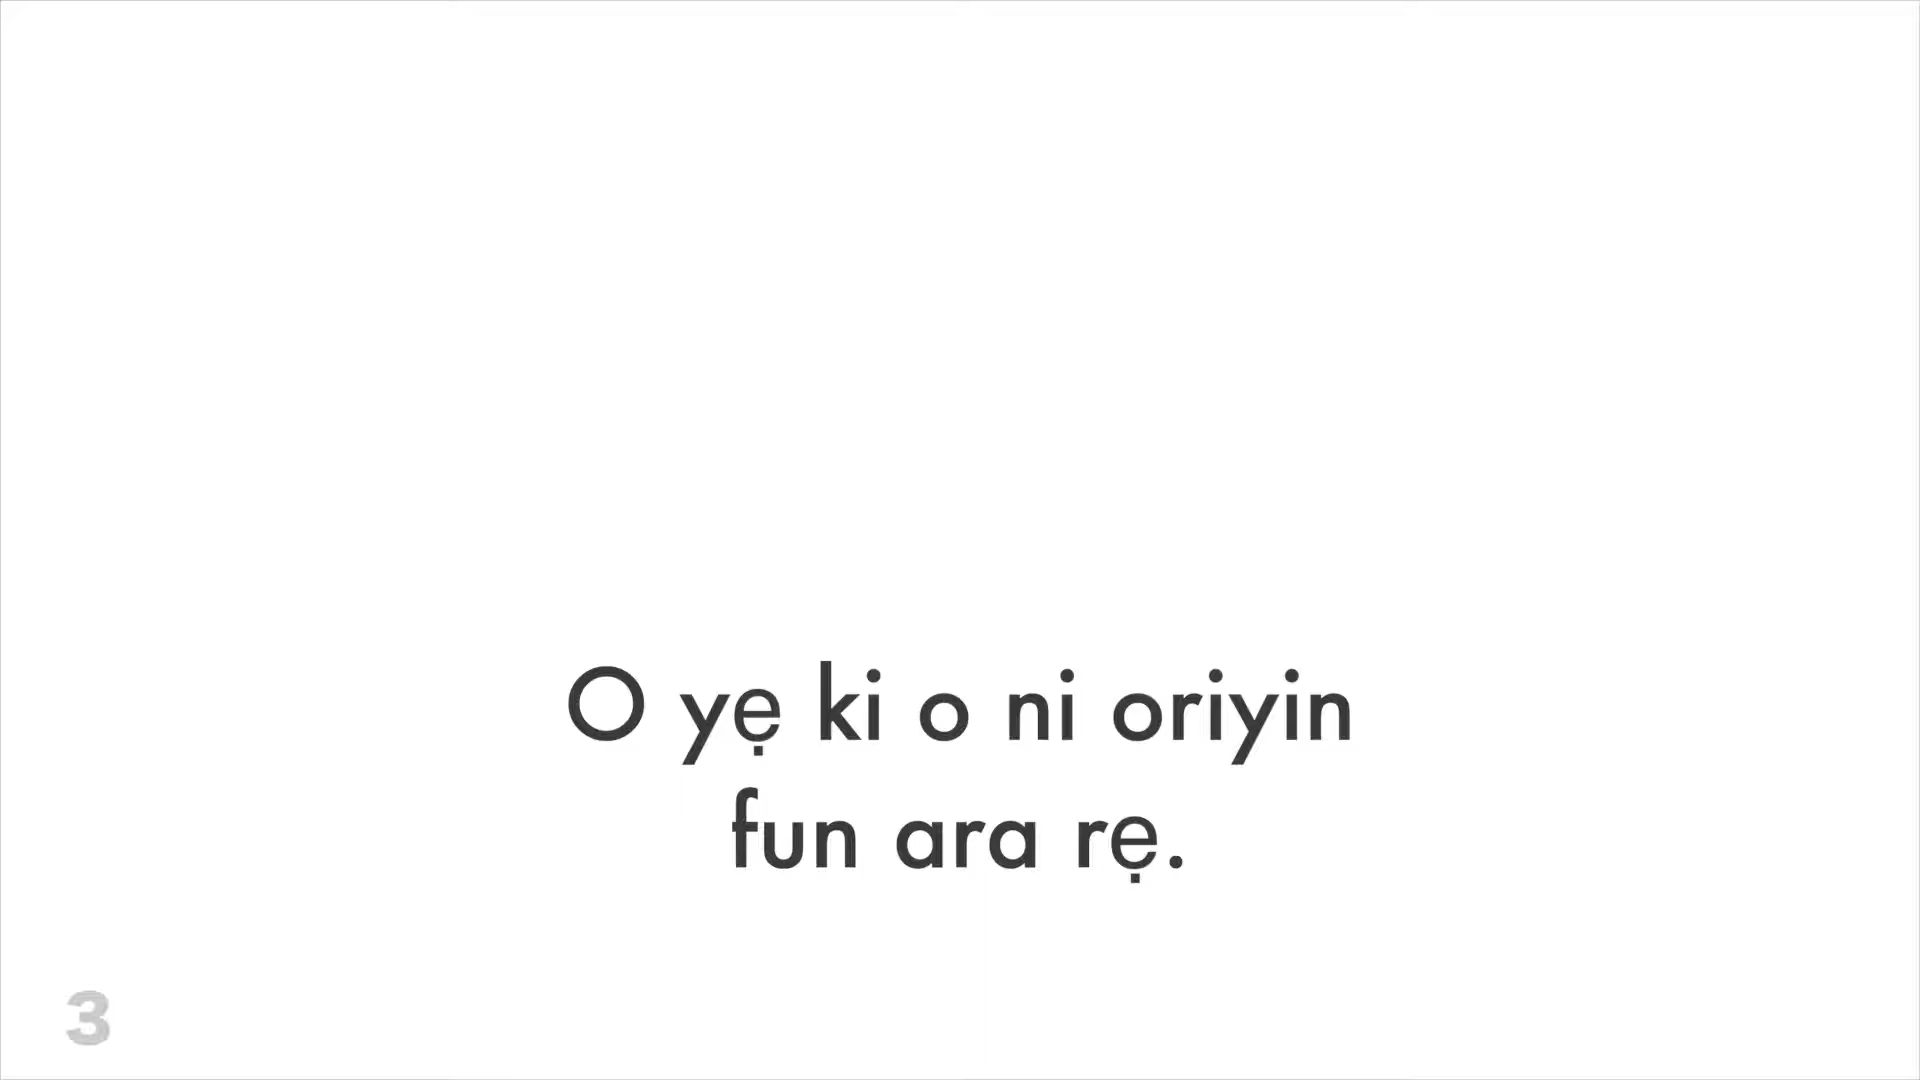 O yẹ ki o ni oriyin
fun ara rẹ.
3